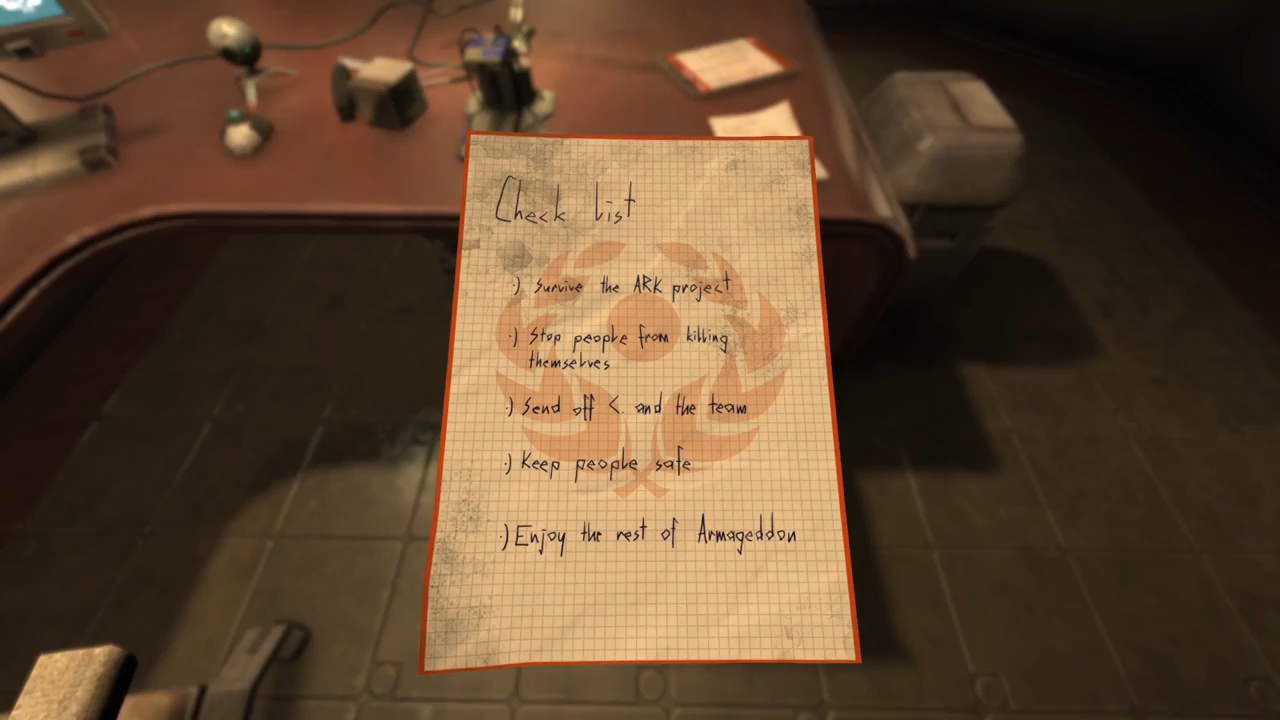 Check list
·) Survive the ARK project
·) Stop people from killing
themselves
·) Send off C. and the team
·) Keep people safe
·) Enjoy the rest of Armageddon